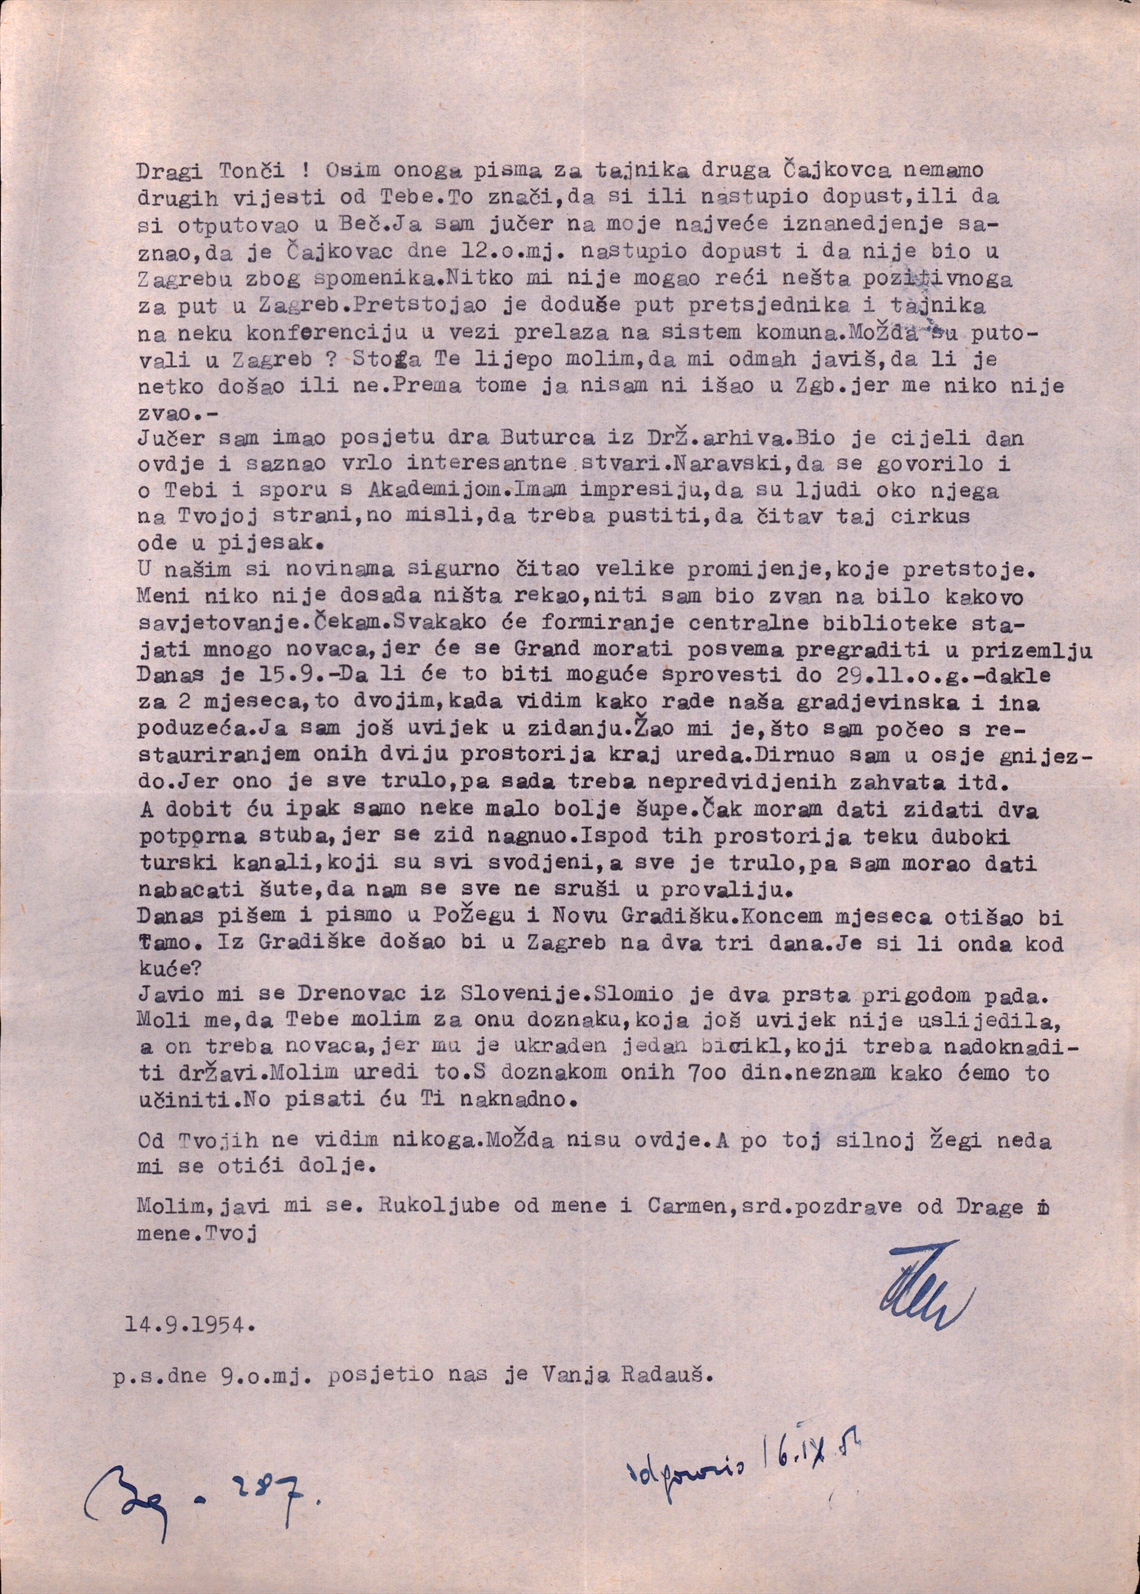 Dragi Tonči ! Osim onoga pisma za tajnika druga Čajkovca nemamo
drugih vijesti od Tebe.To znači,da si ili nastupio dopust,ili da
si otputovao u Beč.Ja sam jučer na moje najveće iznanedjenje sa-
znao,da je Čajkovac dne 12.o.mj. nastupio dopust i da nije bio u
Zagrebu zbog spomenika.Nitko mi nije mogao reći nešta pozitivnoga
za put u Zagreb.Pretstojao je doduše put pretsjednika i tajnika
na neku konferenciju u vezi prelaza na sistem komuna.Možda su puto-
vali u Zagreb ? Stoga Te lijepo molim,da mi odmah javiš,da li je
netko došao ili ne.Prema tome ja nisam ni išao u Zgb.jer me niko nije
zvao.-
Jučer sam imao posjetu dra Buturca iz Drž.arhiva.Bio je cijeli dan
ovdje i saznao vrlo interesantne stvari.Naravski,da se govorilo i
o Tebi i sporu s Akademijom.Imam impresiju,da su ljudi oko njega
na Tvojoj strani,no misli,da treba pustiti,da čitav taj cirkus
ode u pijesak.
U našim si novinama sigurno čitao velike promijenje,koje pretstoje.
Meni niko nije dosada ništa rekao,niti sam bio zvan na bilo kakovo
savjetovanje.Čekam.Svakako će formiranje centralne biblioteke sta-
jati mnogo novaca,jer će se Grand morati posvema pregraditi u prizemlju
Danas je 15.9.-Da li će to biti moguće sprovesti do 29.11.o.g.-dakle
za 2 mjeseca,to dvojim,kada vidim kako rade naša gradjevinska i ina
poduzeća.Ja sam još uvijek u zidanju.Žao mi je,što sam počeo s re-
stauriranjem onih dviju prostorija kraj ureda.Dirnuo sam u osje gnijez-
do.Jer ono je sve trulo,pa sada treba nepredvidjenih zahvata itd.
A dobit ću ipak samo neke malo bolje šupe.Čak moram dati zidati dva
potporna stuba,jer se zid nagnuo.Ispod tih prostorija teku duboki
turski kanali,koji su svi svodjeni,a sve je trulo,pa sam morao dati
nabacati šute,da nam se sve ne sruši u provaliju.
Danas pišem i pismo u Požegu i Novu Gradišku.Koncem mjeseca otišao bi
tamo. Iz Gradiške došao bi u Zagreb na dva tri dana.Je si li onda kod
kuće?
Javio mi se Drenovac iz Slovenije.Slomio je dva prsta prigodom pada.
Moli me,da Tebe molim za onu doznaku,koja još uvijek nije uslijedila,
a on treba novaca,jer mu je ukraden jedan bicikl,koji treba nadoknadi-
ti državi.Molim uredi to.S doznakom onih 7oo din.neznam kako ćemo to
učiniti.No pisati ću Ti naknadno.
Od Tvojih ne vidim nikoga.Možda nisu ovdje.A po toj silnoj žegi neda
mi se otići dolje.
Molim,javi mi se. Rukoljube od mene i Carmen,srd.pozdrave od Drage i
mene.Tvoj
14.9.1954.
p.s.dne 9.o.mj. posjetio nas je Vanja Radauš.
odgovorio 16.IX 54
Bg - 287.